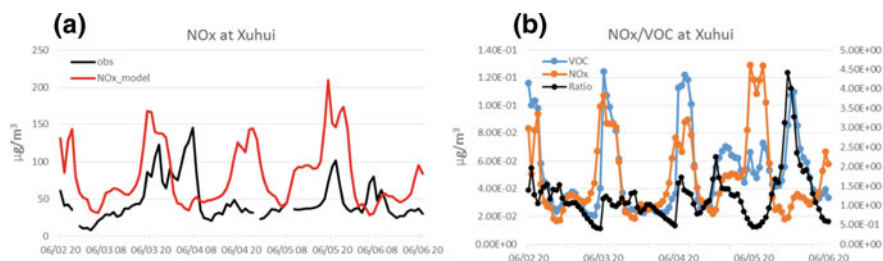 (a)
NOx at Xuhui
250
200
150
100
50
0
μg/m³
obs
NOx_model
06/02 20 06/03 08 06/03 20 06/04 08 06/04 20 06/05 08 06/05 20 06/06 08 06/06 20
(b)
NOx/VOC at Xuhui
1.40E-01
1.20E-01
1.00E-01
8.00E-02
6.00E-02
4.00E-02
2.00E-02
0.00E+00
μg/m³
VOC
NOx
Ratio
5.00E+00
4.50E+00
4.00E+00
3.50E+00
3.00E+00
2.50E+00
2.00E+00
1.50E+00
1.00E+00
5.00E-01
0.00E+00
06/02 20 06/03 20 06/04 20 06/05 20 06/06 20